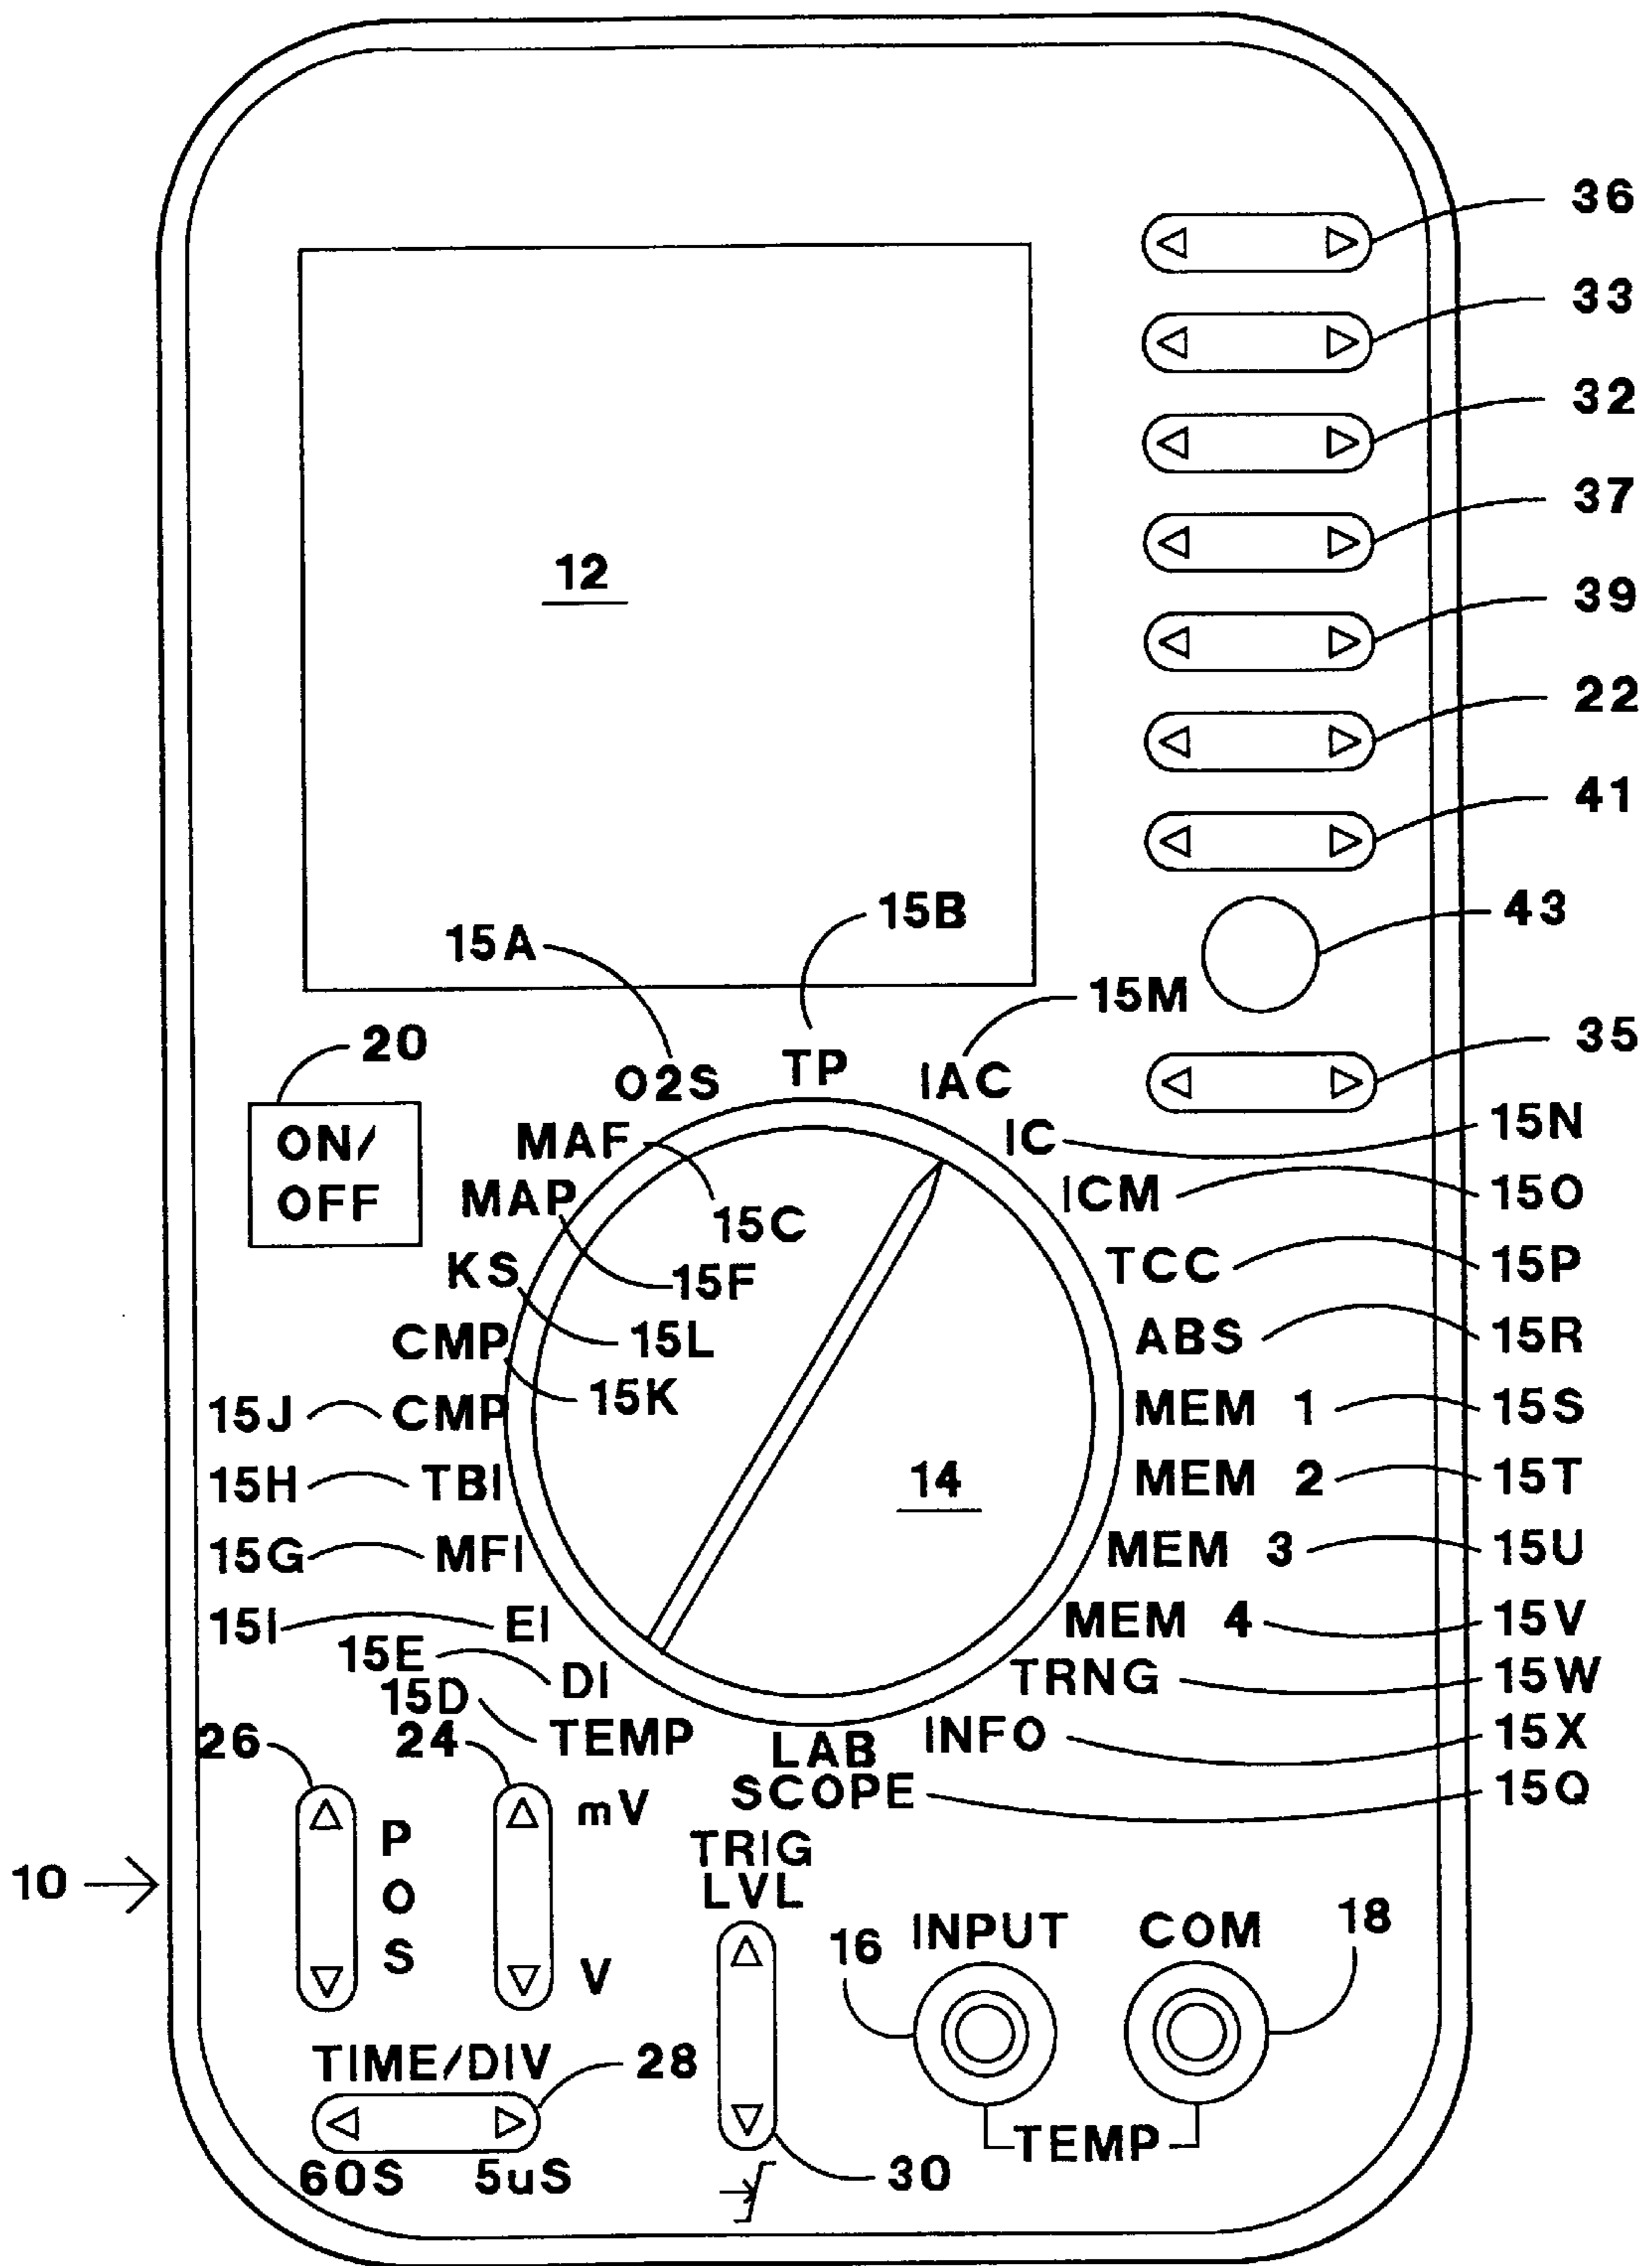 36
33
32
37
12
39
22
41
15B
15A
43
15M
20
35
TP
O2S
IAC
ON/
OFF
MAF
IC
15N
MAP
15C
ICM
15O
KS
15F
TCC
15P
CMP
15L
ABS
15R
15J
CMP
15K
MEM 1
15S
15H
TBI
14
MEM 2
15T
15G
MFI
MEM 3
15U
15I
EI
MEM 4
15V
15E
DI
TRNG
15W
15D
TEMP
26
24
LAB
SCOPE
INFO
15X
15Q
mV
P
O
S
V
TRIG
LVL
10
16
INPUT
COM
18
TIME/DIV
28
60S
5uS
TEMP
30